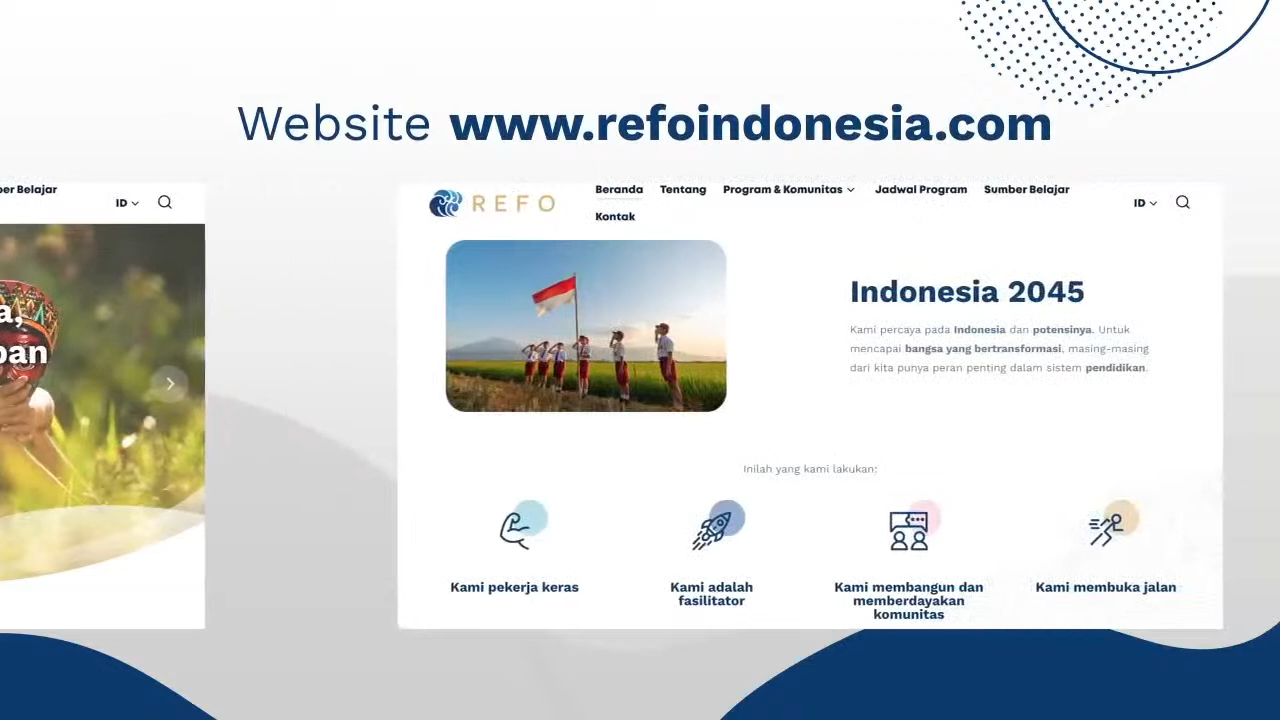 Website www.refoindonesia.com
ber Belajar
ID
a,
pan
REFO
Beranda Tentang Program & Komunitas Jadwal Program Sumber Belajar
Kontak
ID
Indonesia 2045
Kami percaya pada Indonesia dan potensinya. Untuk
mencapai bangsa yang bertransformasi, masing-masing
dari kita punya peran penting dalam sistem pendidikan.
Inilah yang kami lakukan:
Kami pekerja keras
Kami adalah
fasilitator
Kami membangun dan
memberdayakan
komunitas
Kami membuka jalan